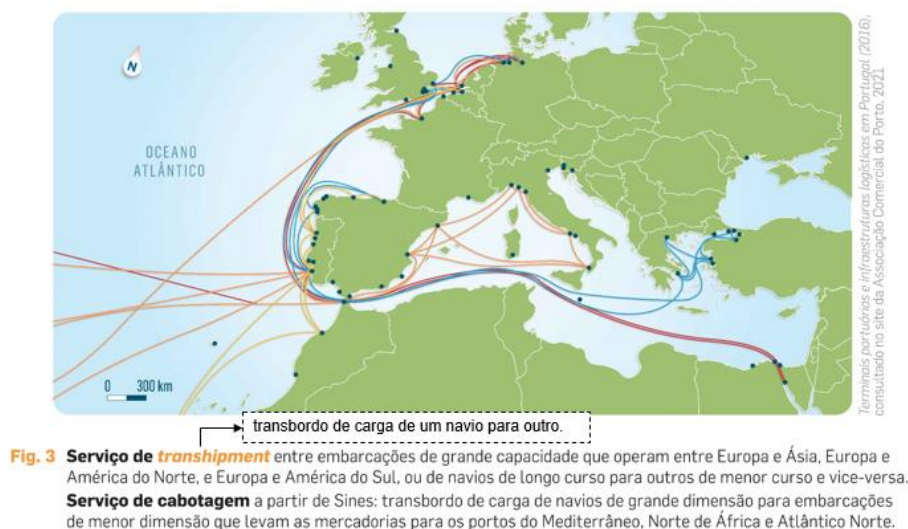 N
OCEANO
ATLÂNTICO
0 300 km
Terminais portuários e infraestruturas logísticas em Portugal (2016),
consultado no site da Associação Comercial do Porto, 2021
transbordo de carga de um navio para outro.
Fig. 3 Serviço de transhipment entre embarcações de grande capacidade que operam entre Europa e Ásia, Europa e
América do Norte, e Europa e América do Sul, ou de navios de longo curso para outros de menor curso e vice-versa.
Serviço de cabotagem a partir de Sines: transbordo de carga de navios de grande dimensão para embarcações
de menor dimensão que levam as mercadorias para os portos do Mediterrâneo, Norte de África e Atlântico Norte.